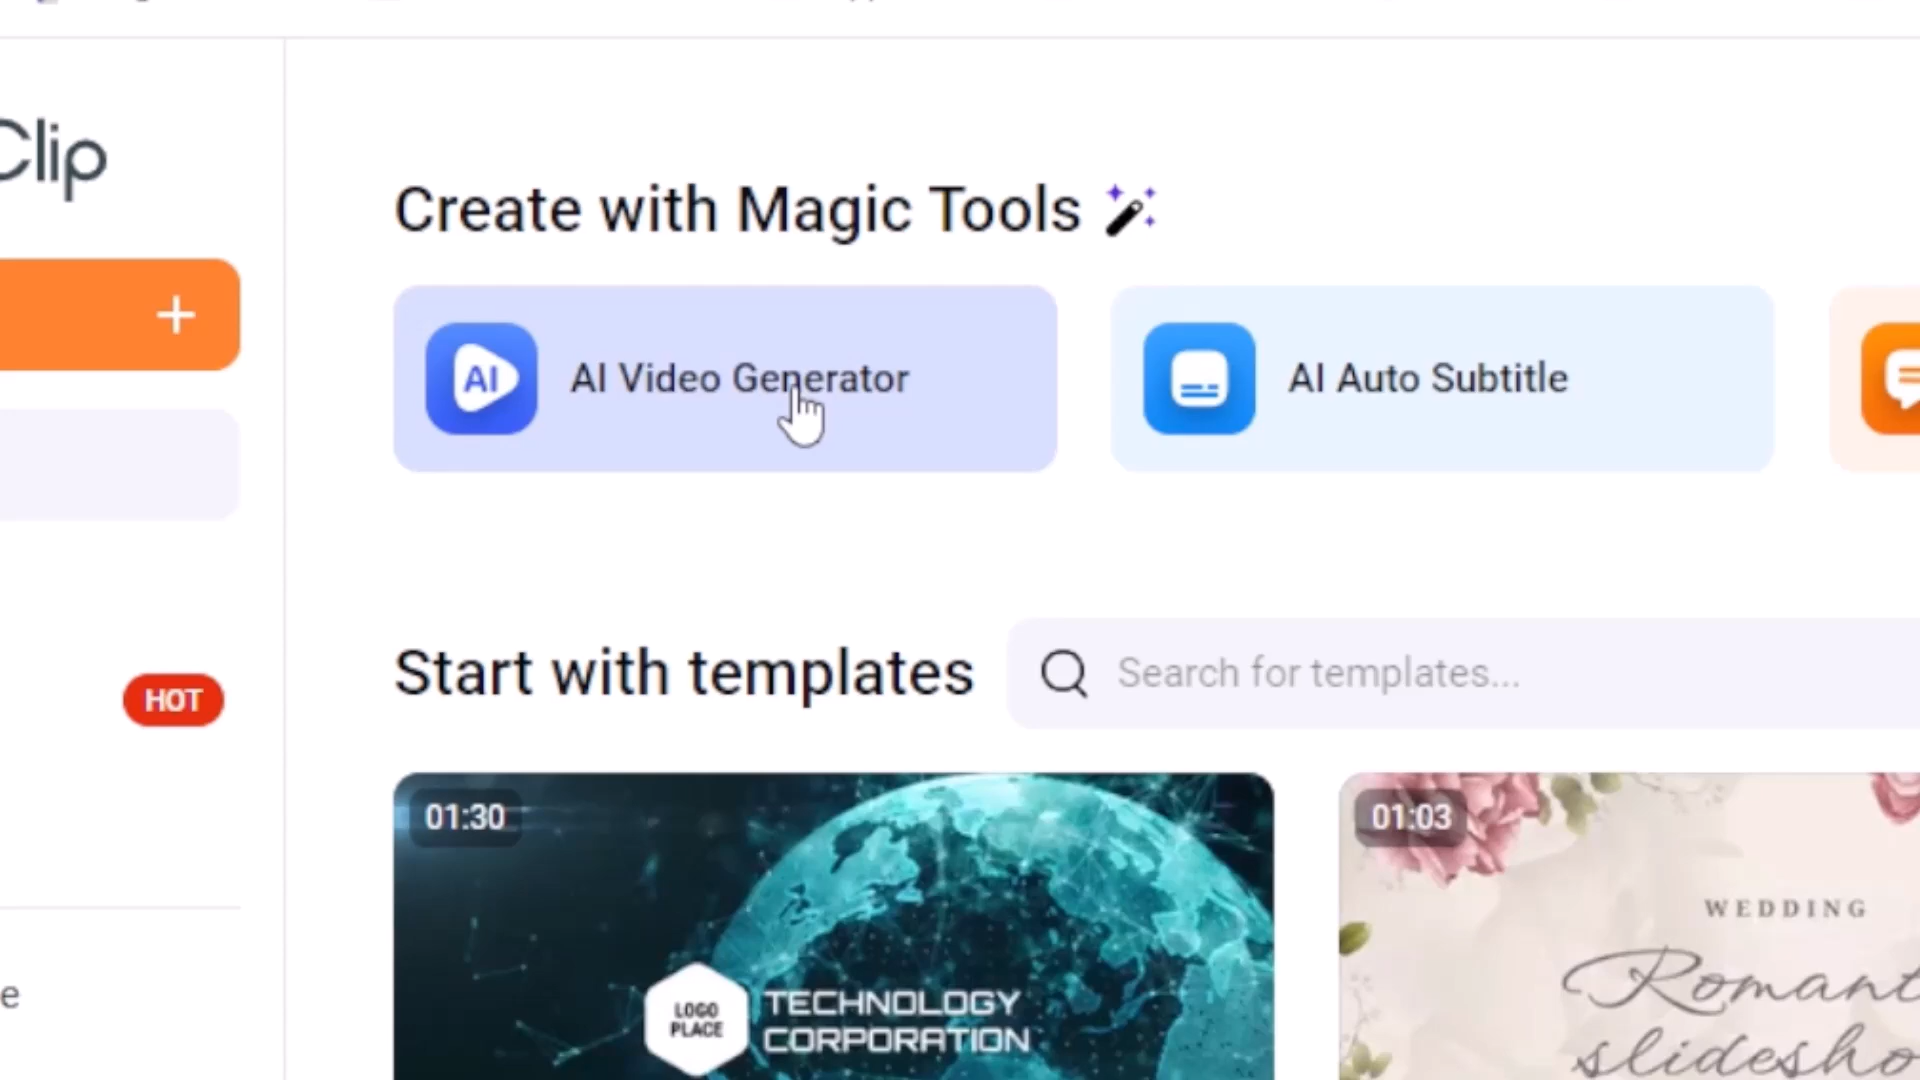 Clip
Create with Magic Tools
AI
AI Video Generator
AI Auto Subtitle
Start with templates
Search for templates...
HOT
01:30
01:03
WEDDING
LOGO
PLACE
TECHNOLOGY
CORPORATION
e